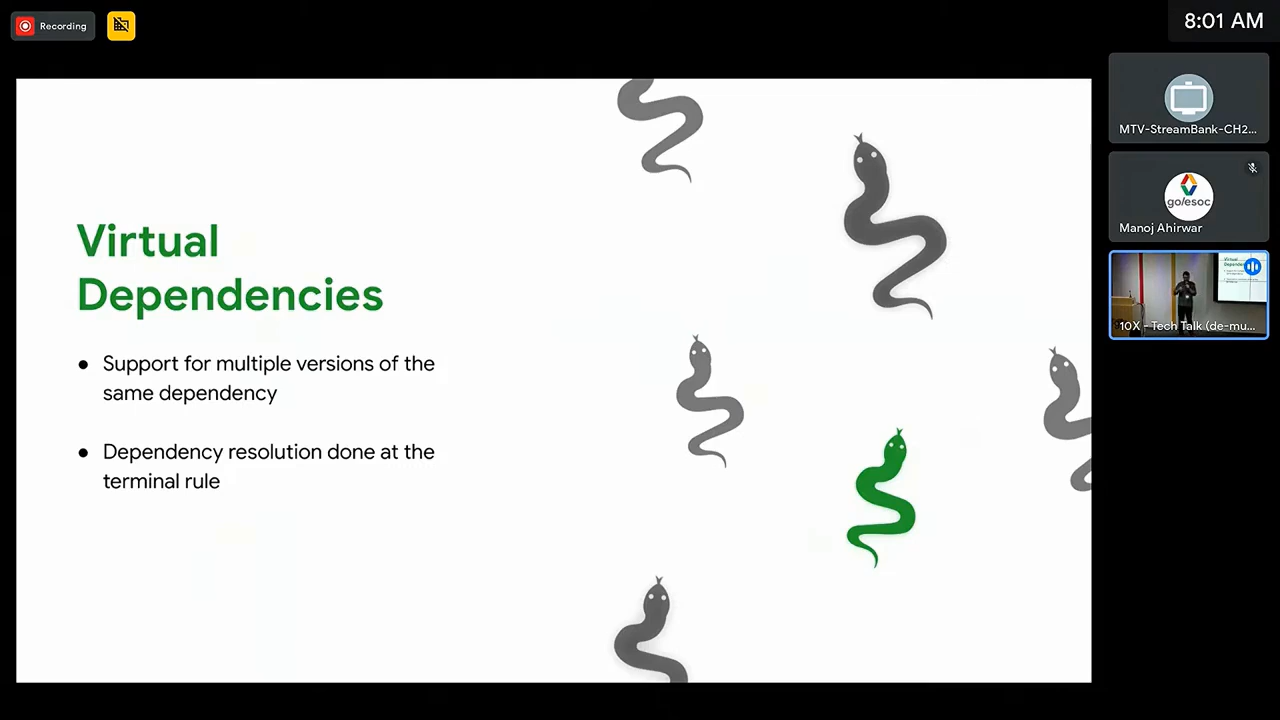 Recording
8:01 AM
MTV-StreamBank-CH2...
go/esoc
Manoj Ahirwar
Virtual
Dependencies
● Support for multiple versions of the
same dependency
● Dependency resolution done at the
terminal rule
10X - Tech Talk (de-mu...